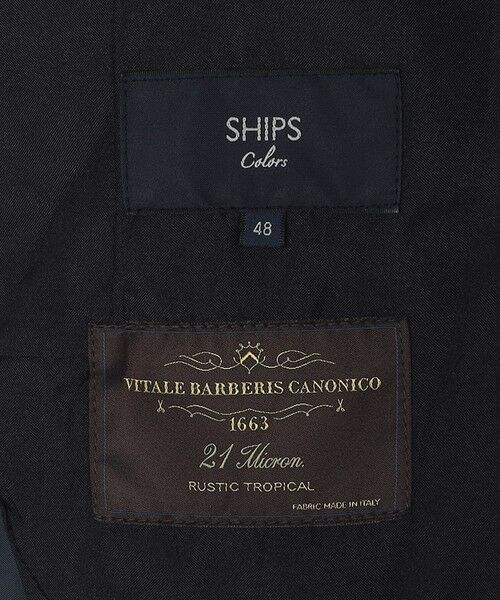 SHIPS
Colors
48
VITALE BARBERIS CANONICO
1663
21 Micron.
RUSTIC TROPICAL
FABRIC MADE IN ITALY